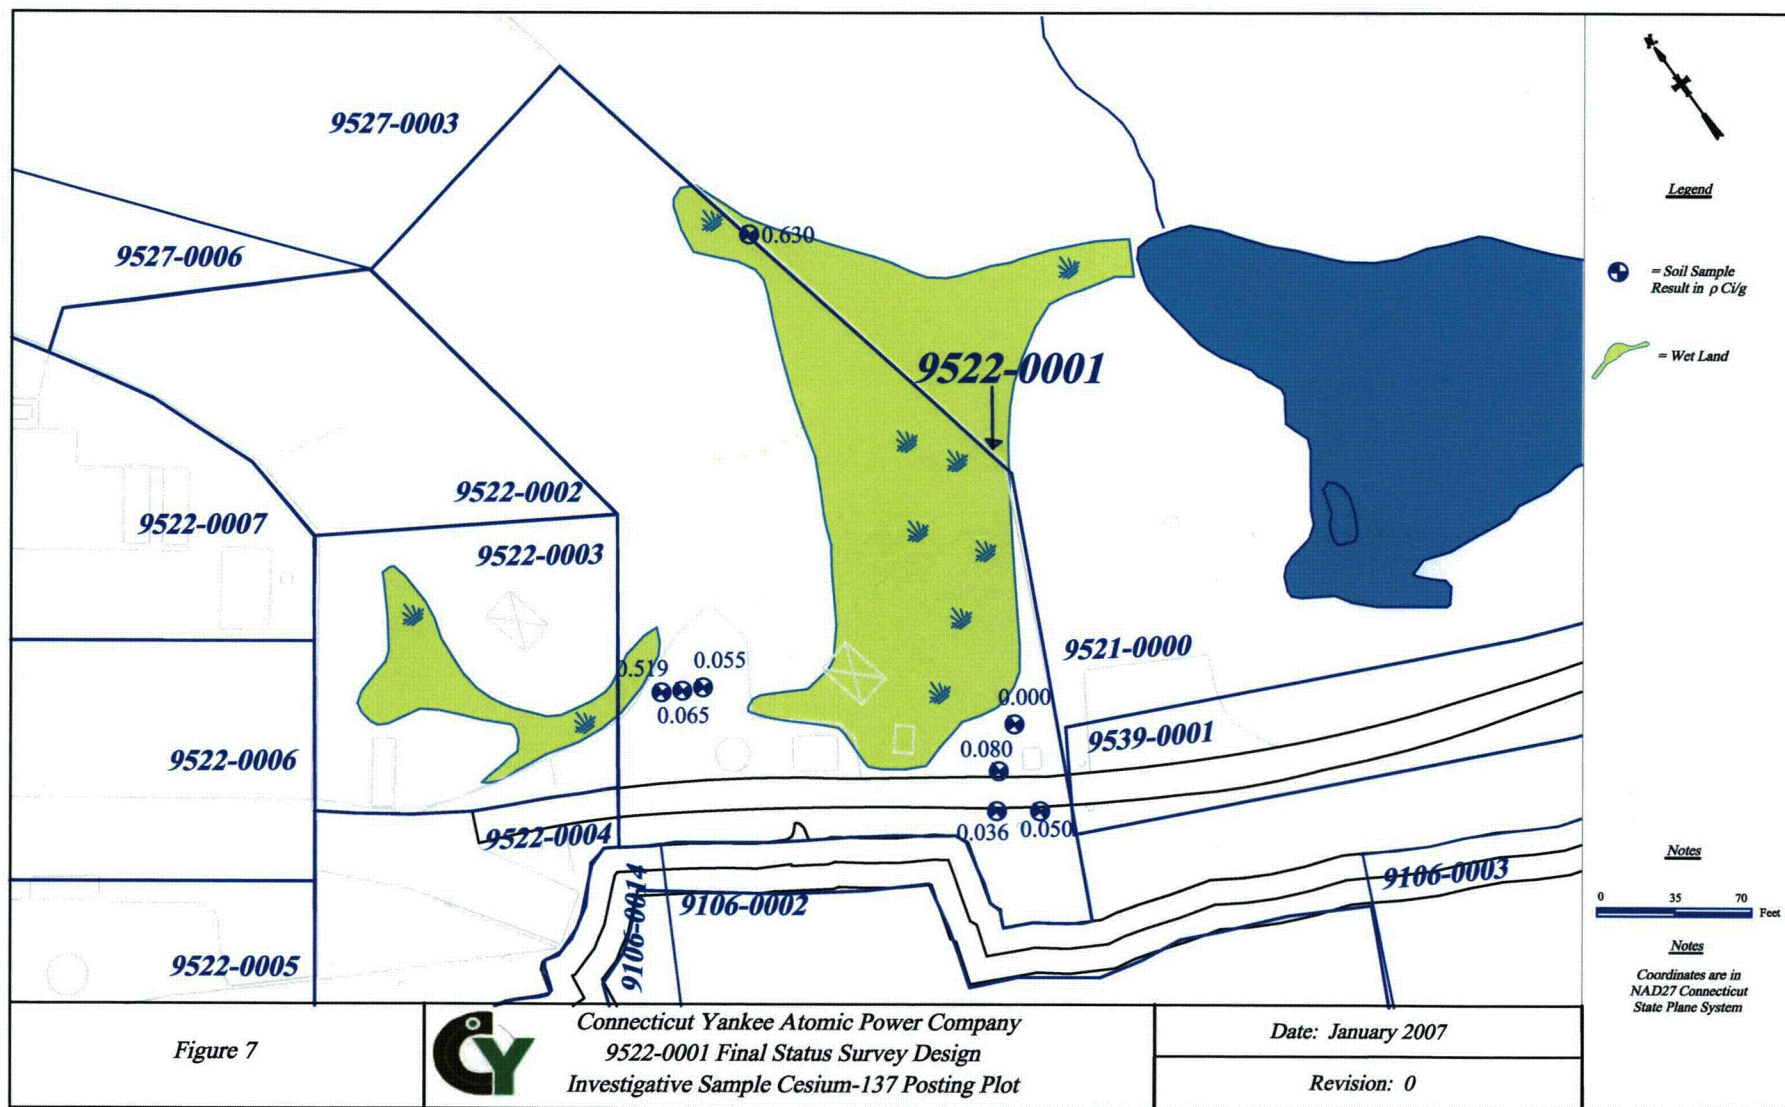 9527-0003
9527-0006
0.630
9522-0001
9522-0002
9522-0007
9522-0003
0.519
0.055
0.065
9521-0000
0.000
9539-0001
0.080
9522-0006
0.036
0.050
9522-0004
9106-0014
9106-0002
9106-0003
9522-0005
Legend
= Soil Sample
Result in ρ Ci/g
= Wet Land
Notes
0 35 70
Feet
Notes
Coordinates are in
NAD27 Connecticut
State Plane System
Figure 7
CY
Connecticut Yankee Atomic Power Company
9522-0001 Final Status Survey Design
Investigative Sample Cesium-137 Posting Plot
Date: January 2007
Revision: 0